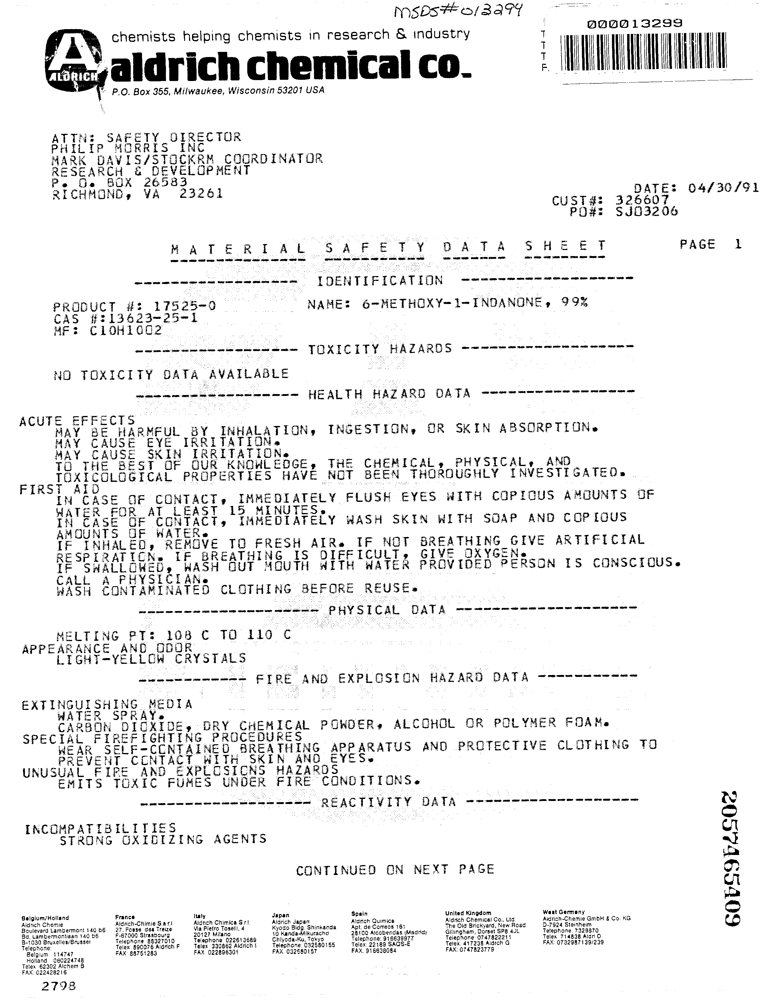 MSDS# 013299
000013299
T
T
T
F.
chemists helping chemists in research & industry
ALDRICH
aldrich chemical co.
P.O. Box 355, Milwaukee, Wisconsin 53201 USA
ATTN: SAFETY DIRECTOR
PHILIP MORRIS INC
MARK DAVIS/STOCKRM COORDINATOR
RESEARCH & DEVELOPMENT
P. O. BOX 26583
RICHMOND, VA 23261
DATE: 04/30/91
CUST#: 326607
PO#: SJ03206
MATERIAL SAFETY DATA SHEET PAGE 1
------------------ IDENTIFICATION -------------------
PRODUCT #: 17525-0 NAME: 6-METHOXY-1-INDANONE, 99%
CAS #:13623-25-1
MF: C10H10O2
------------------ TOXICITY HAZARDS -------------------
NO TOXICITY DATA AVAILABLE
------------------ HEALTH HAZARD DATA -----------------
ACUTE EFFECTS
MAY BE HARMFUL BY INHALATION, INGESTION, OR SKIN ABSORPTION.
MAY CAUSE EYE IRRITATION.
MAY CAUSE SKIN IRRITATION.
TO THE BEST OF OUR KNOWLEDGE, THE CHEMICAL, PHYSICAL, AND
TOXICOLOGICAL PROPERTIES HAVE NOT BEEN THOROUGHLY INVESTIGATED.
FIRST AID
IN CASE OF CONTACT, IMMEDIATELY FLUSH EYES WITH COPIOUS AMOUNTS OF
WATER FOR AT LEAST 15 MINUTES.
IN CASE OF CONTACT, IMMEDIATELY WASH SKIN WITH SOAP AND COPIOUS
AMOUNTS OF WATER.
IF INHALED, REMOVE TO FRESH AIR. IF NOT BREATHING GIVE ARTIFICIAL
RESPIRATION. IF BREATHING IS DIFFICULT, GIVE OXYGEN.
IF SWALLOWED, WASH OUT MOUTH WITH WATER PROVIDED PERSON IS CONSCIOUS.
CALL A PHYSICIAN.
WASH CONTAMINATED CLOTHING BEFORE REUSE.
------------------- PHYSICAL DATA --------------------
MELTING PT: 108 C TO 110 C
APPEARANCE AND ODOR
LIGHT-YELLOW CRYSTALS
------------ FIRE AND EXPLOSION HAZARD DATA -----------
EXTINGUISHING MEDIA
WATER SPRAY.
CARBON DIOXIDE, DRY CHEMICAL POWDER, ALCOHOL OR POLYMER FOAM.
SPECIAL FIREFIGHTING PROCEDURES
WEAR SELF-CONTAINED BREATHING APPARATUS AND PROTECTIVE CLOTHING TO
PREVENT CONTACT WITH SKIN AND EYES.
UNUSUAL FIRE AND EXPLOSIONS HAZARDS
EMITS TOXIC FUMES UNDER FIRE CONDITIONS.
------------------- REACTIVITY DATA -------------------
INCOMPATIBILITIES
STRONG OXIDIZING AGENTS
CONTINUED ON NEXT PAGE
2057465409
Belgium/Holland
Aldrich Chemie
Boulevard Lambermont 140 b6
Bd. Lambermontlaan 140 b6
B-1030 Bruxelles/Brussel
Telephone
Belgium 114747
Holland 060224748
Telex 62302 Alchem B
FAX 022428216
France
Aldrich-Chimie S a r l
27, Fosse des Treize
F-67000 Strasbourg
Telephone 88327010
Telex 890076 Aldrich F
FAX 88751283
Italy
Aldrich Chimica S r l
Via Pietro Toselli, 4
20127 Milano
Telephone 022613689
Telex 330862 Aldrich I
FAX 022896301
Japan
Aldrich Japan
Kyodo Bldg. Shinkanda
10 Kanda-Mikuracho
Chiyoda-Ku, Tokyo
Telephone 032580155
FAX 032580157
Spain
Aldrich Quimica
Apt. de Correos 161
28100 Alcobendas (Madrid)
Telephone 916639977
Telex 22189 SAQS-E
FAX. 916638084
United Kingdom
Aldrich Chemical Co., Ltd
The Old Brickyard, New Road
Gillingham, Dorset SP8 4JL
Telephone 0747822211
Telex 417238 Aldrich G
FAX: 0747823779
West Germany
Aldrich-Chemie GmbH & Co. KG
D-7924 Steinheim
Telephone 7329870
Telex 714838 Aldri D
FAX: 0732987139/239
2798